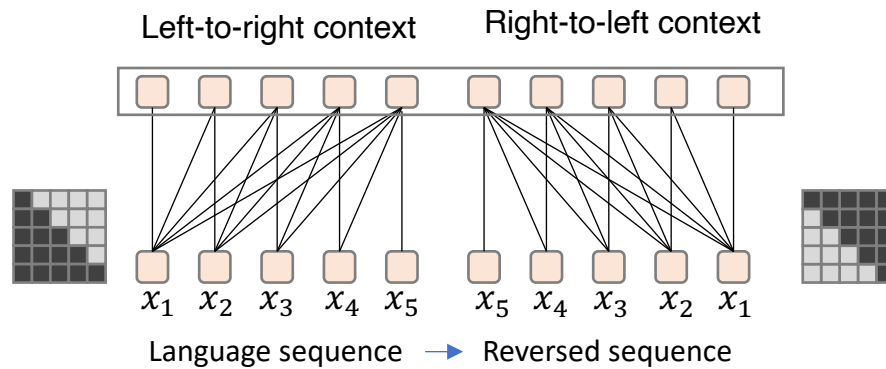 Left-to-right context Right-to-left context
x₁ x₂ x₃ x₄ x₅ x₅ x₄ x₃ x₂ x₁
Language sequence → Reversed sequence